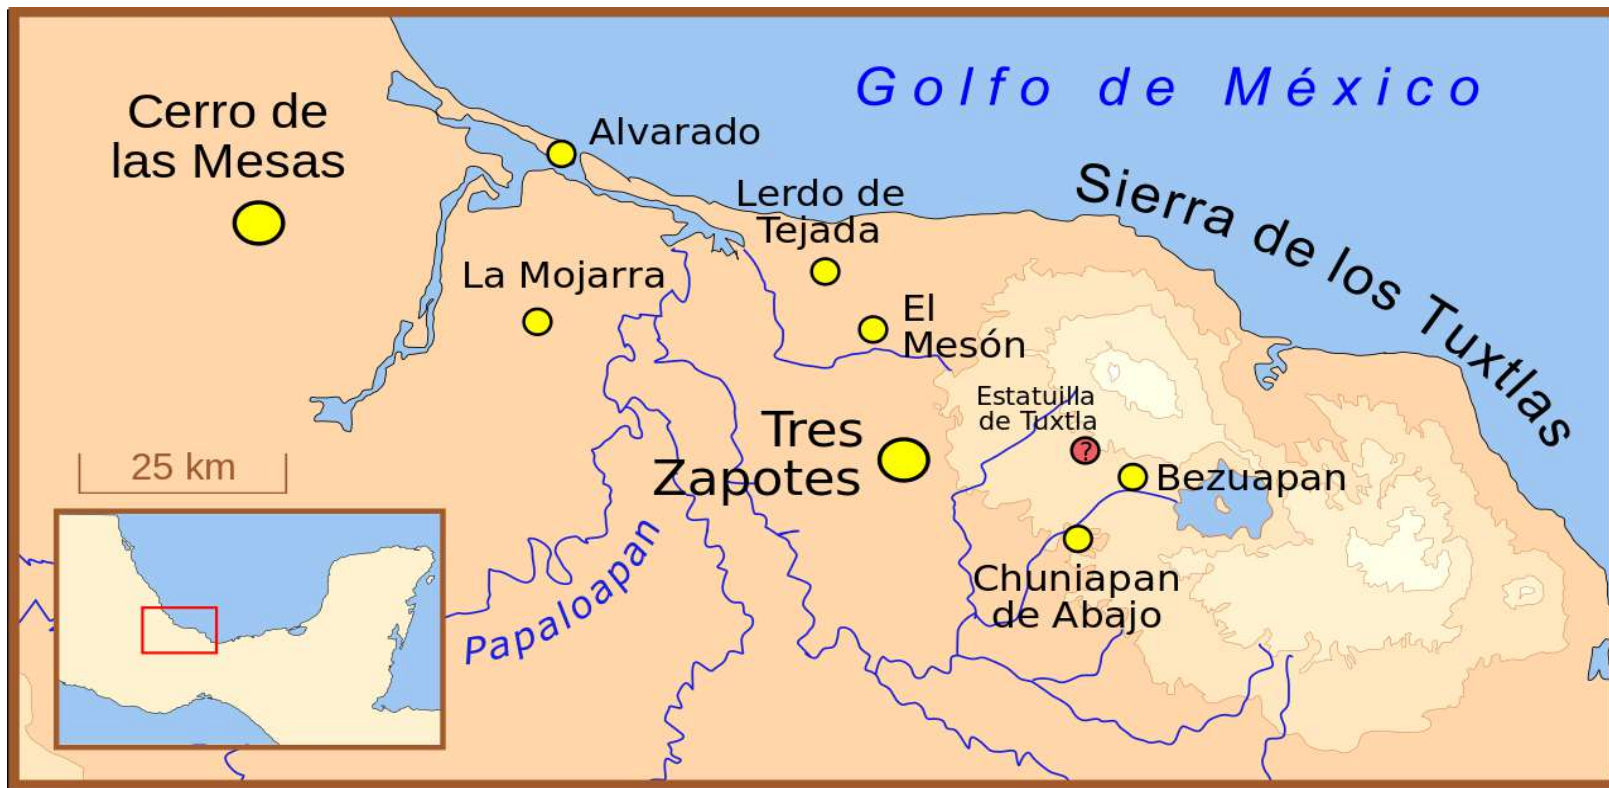 Golfo de México
Cerro de
las Mesas
Alvarado
Sierra de los Tuxtlas
Lerdo de
Tejada
La Mojarra
El
Mesón
Estatuilla
de Tuxtla
?
Tres
Zapotes
Bezuapan
25 km
Papaloapan
Chuniapan
de Abajo